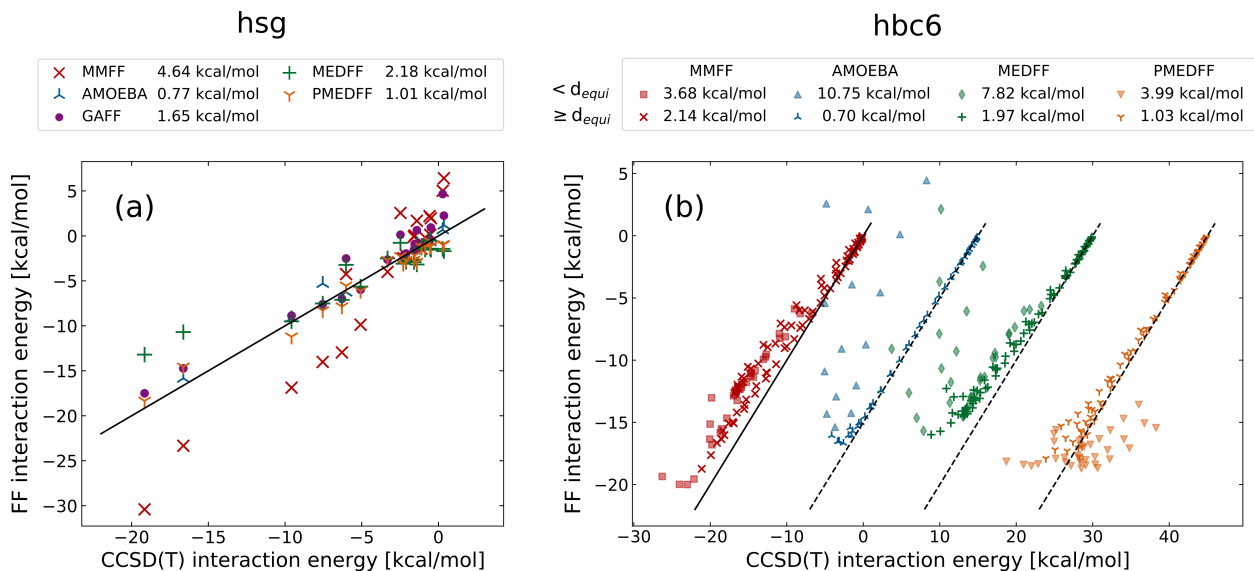 hsg
MMFF 4.64 kcal/mol MEDFF 2.18 kcal/mol
AMOEBA 0.77 kcal/mol PMEDFF 1.01 kcal/mol
GAFF 1.65 kcal/mol
(a)
5
0
−5
−10
−15
−20
−25
−30
−20 −15 −10 −5 0
FF interaction energy [kcal/mol]
CCSD(T) interaction energy [kcal/mol]
hbc6
MMFF AMOEBA MEDFF PMEDFF
< d_equi 3.68 kcal/mol 10.75 kcal/mol 7.82 kcal/mol 3.99 kcal/mol
≥ d_equi 2.14 kcal/mol 0.70 kcal/mol 1.97 kcal/mol 1.03 kcal/mol
(b)
5
0
−5
−10
−15
−20
−30 −20 −10 0 10 20 30 40
FF interaction energy [kcal/mol]
CCSD(T) interaction energy [kcal/mol]